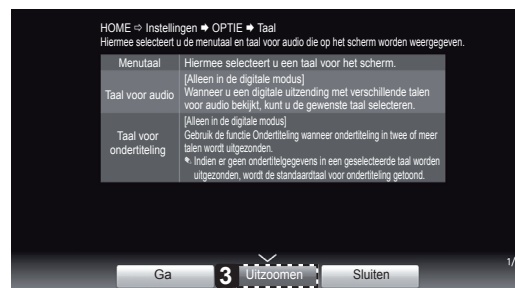 HOME ⇨ Instellingen ➡ OPTIE ➡ Taal
Hiermee selecteert u de menutaal en taal voor audio die op het scherm worden weergegeven.
Menutaal
Hiermee selecteert u een taal voor het scherm.
Taal voor audio
[Alleen in de digitale modus]
Wanneer u een digitale uitzending met verschillende talen
voor audio bekijkt, kunt u de gewenste taal selecteren.
Taal voor
ondertiteling
[Alleen in de digitale modus]
Gebruik de functie Ondertiteling wanneer ondertiteling in twee of meer
talen wordt uitgezonden.
Indien er geen ondertitelgegevens in een geselecteerde taal worden
uitgezonden, wordt de standaardtaal voor ondertiteling getoond.
Ga
3
Uitzoomen
Sluiten
1/